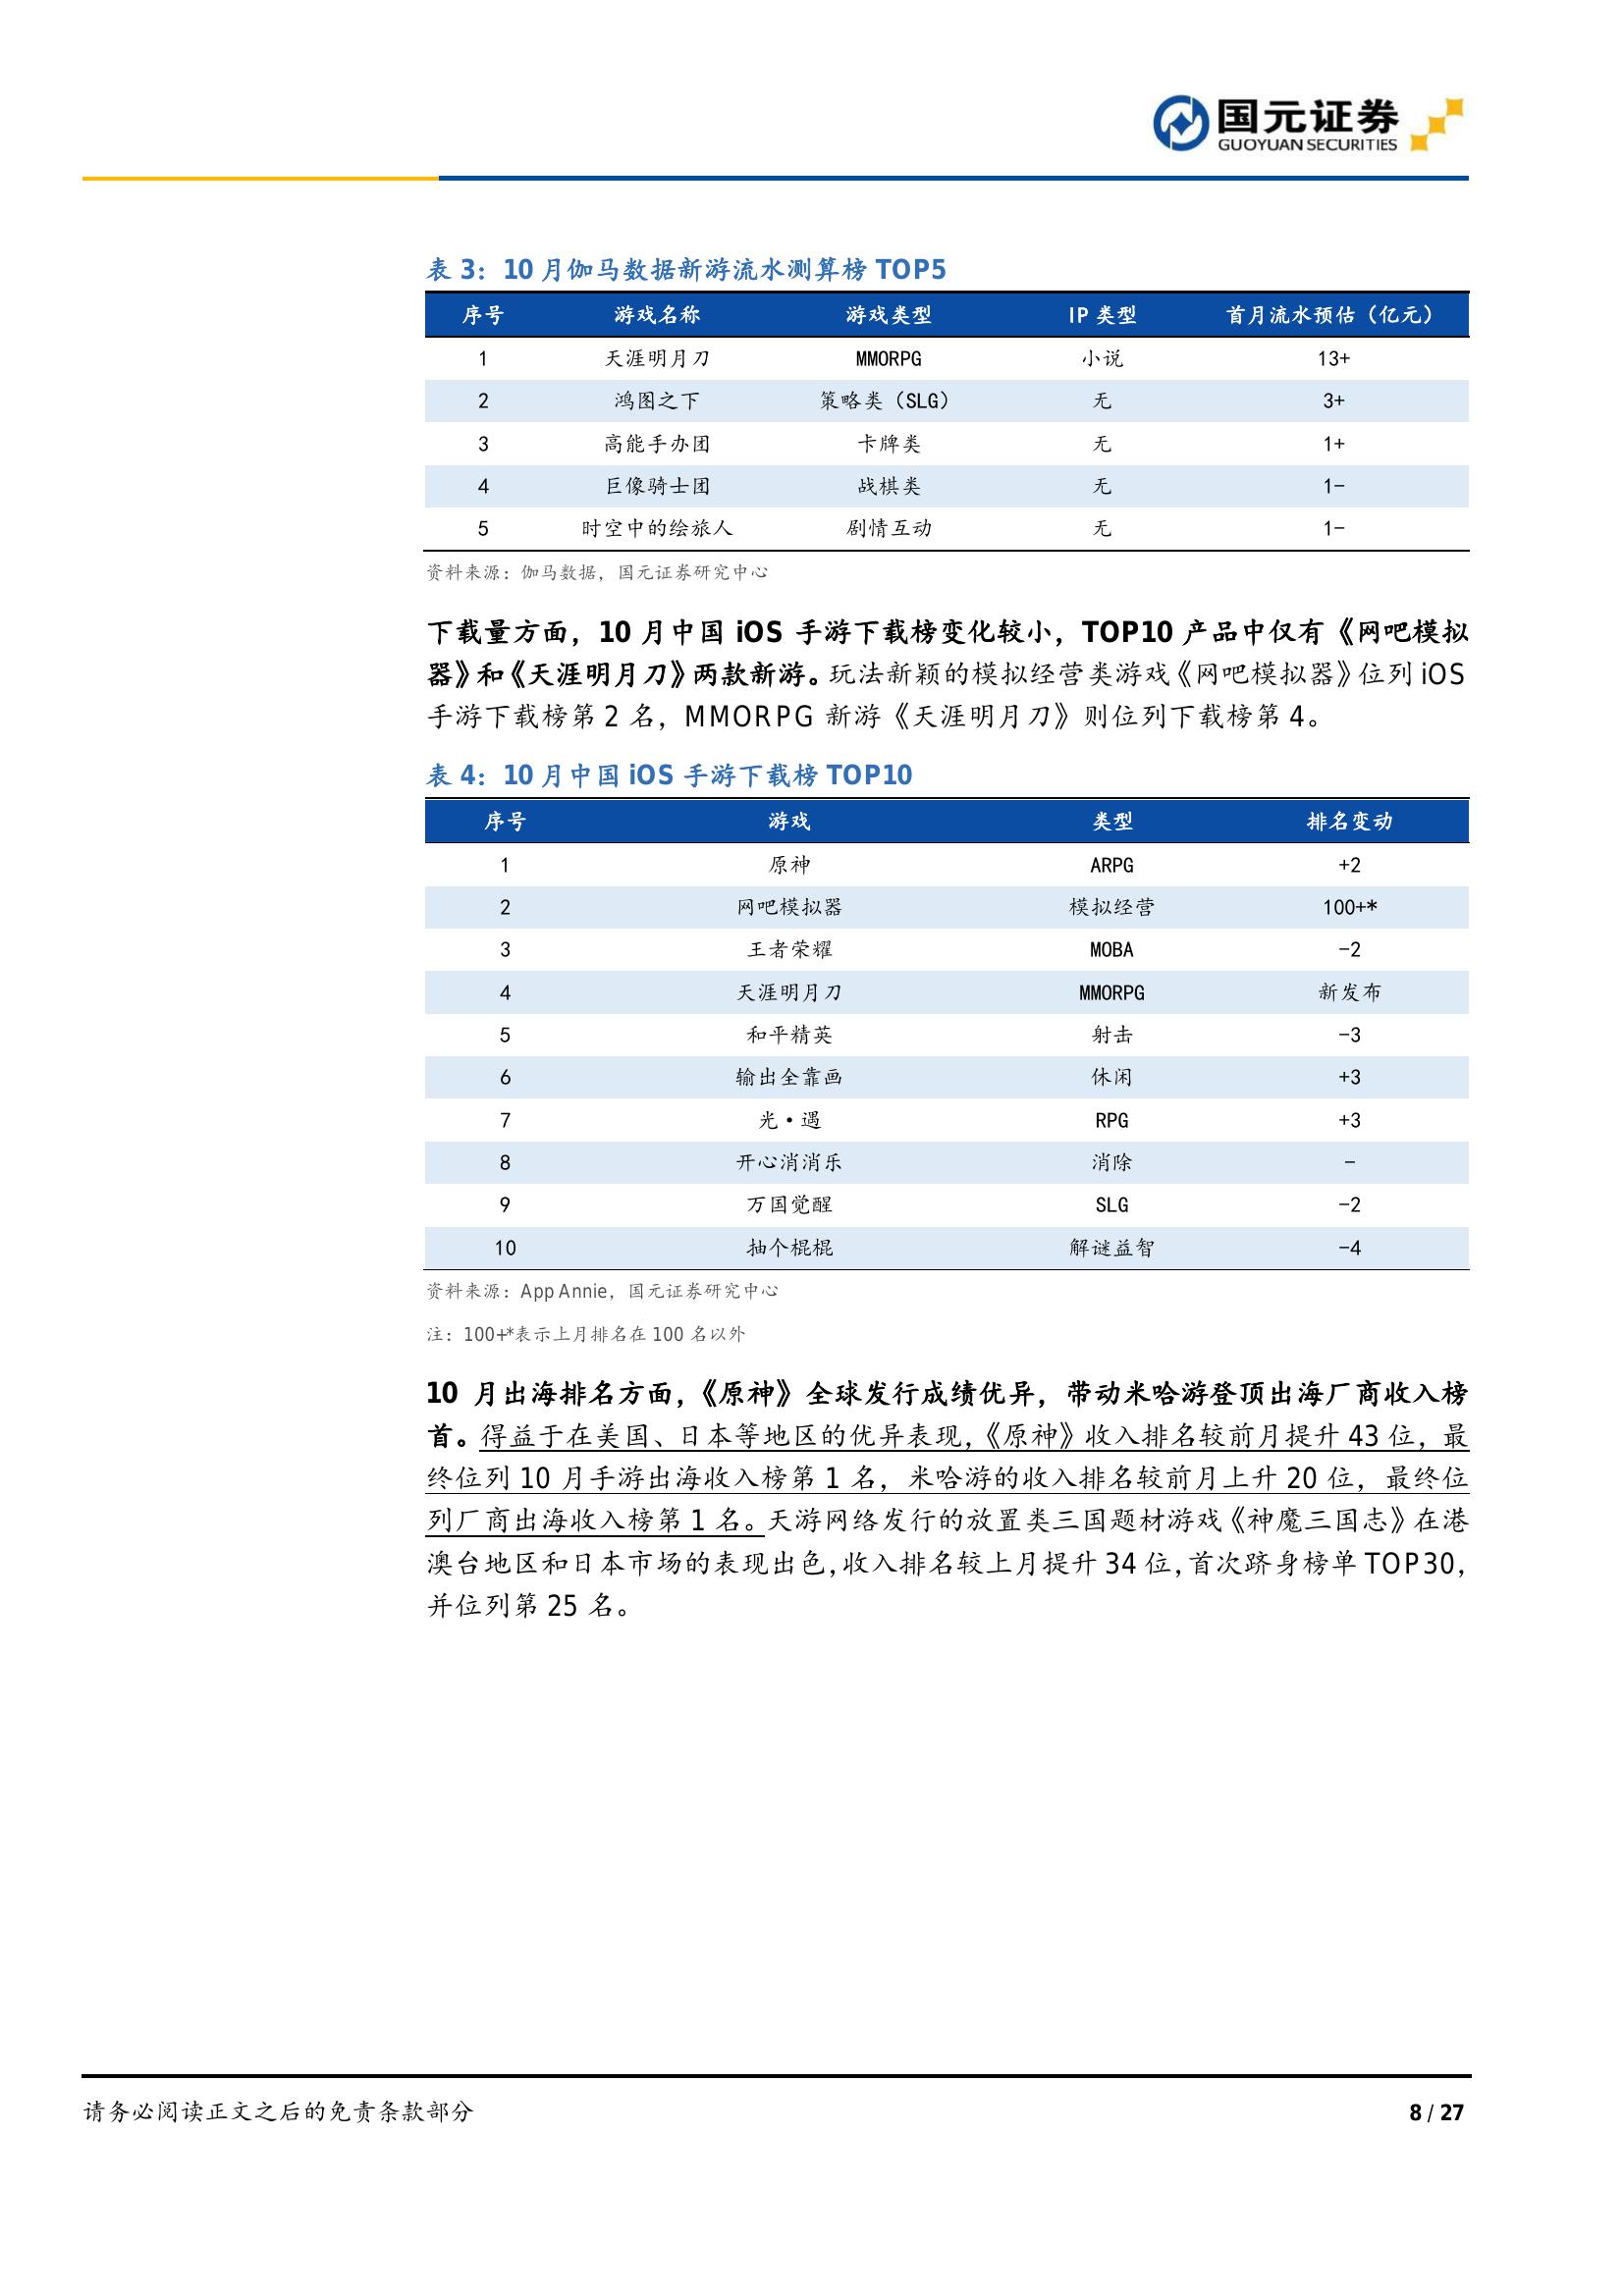 国元证券
GUOYUAN SECURITIES
表 3：10 月伽马数据新游流水测算榜 TOP5
序号 游戏名称 游戏类型 IP 类型 首月流水预估（亿元）
1 天涯明月刀 MMORPG 小说 13+
2 鸿图之下 策略类（SLG） 无 3+
3 高能手办团 卡牌类 无 1+
4 巨像骑士团 战棋类 无 1-
5 时空中的绘旅人 剧情互动 无 1-
资料来源：伽马数据，国元证券研究中心
下载量方面，10 月中国 iOS 手游下载榜变化较小，TOP10 产品中仅有《网吧模拟
器》和《天涯明月刀》两款新游。玩法新颖的模拟经营类游戏《网吧模拟器》位列 iOS
手游下载榜第 2 名，MMORPG 新游《天涯明月刀》则位列下载榜第 4。
表 4：10 月中国 iOS 手游下载榜 TOP10
序号 游戏 类型 排名变动
1 原神 ARPG +2
2 网吧模拟器 模拟经营 100+*
3 王者荣耀 MOBA -2
4 天涯明月刀 MMORPG 新发布
5 和平精英 射击 -3
6 输出全靠画 休闲 +3
7 光·遇 RPG +3
8 开心消消乐 消除 -
9 万国觉醒 SLG -2
10 抽个棍棍 解谜益智 -4
资料来源：App Annie，国元证券研究中心
注：100+*表示上月排名在 100 名以外
10 月出海排名方面，《原神》全球发行成绩优异，带动米哈游登顶出海厂商收入榜
首。得益于在美国、日本等地区的优异表现，《原神》收入排名较前月提升 43 位，最
终位列 10 月手游出海收入榜第 1 名，米哈游的收入排名较前月上升 20 位，最终位
列厂商出海收入榜第 1 名。天游网络发行的放置类三国题材游戏《神魔三国志》在港
澳台地区和日本市场的表现出色，收入排名较上月提升 34 位，首次跻身榜单 TOP30，
并位列第 25 名。
请务必阅读正文之后的免责条款部分 8 / 27